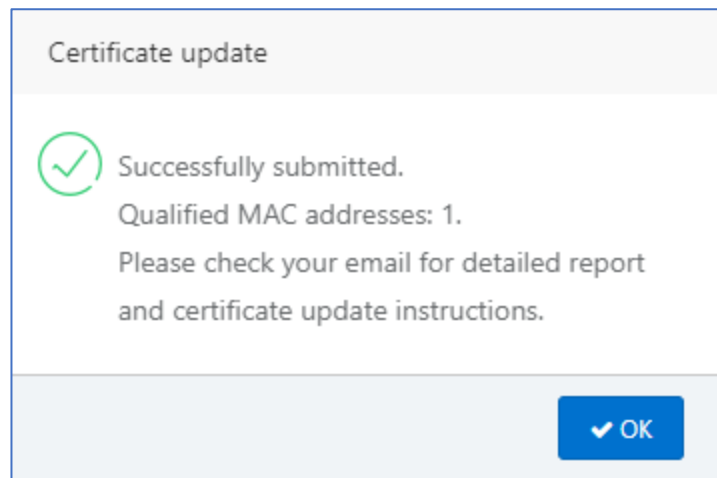 Certificate update
Successfully submitted.
Qualified MAC addresses: 1.
Please check your email for detailed report
and certificate update instructions.
OK